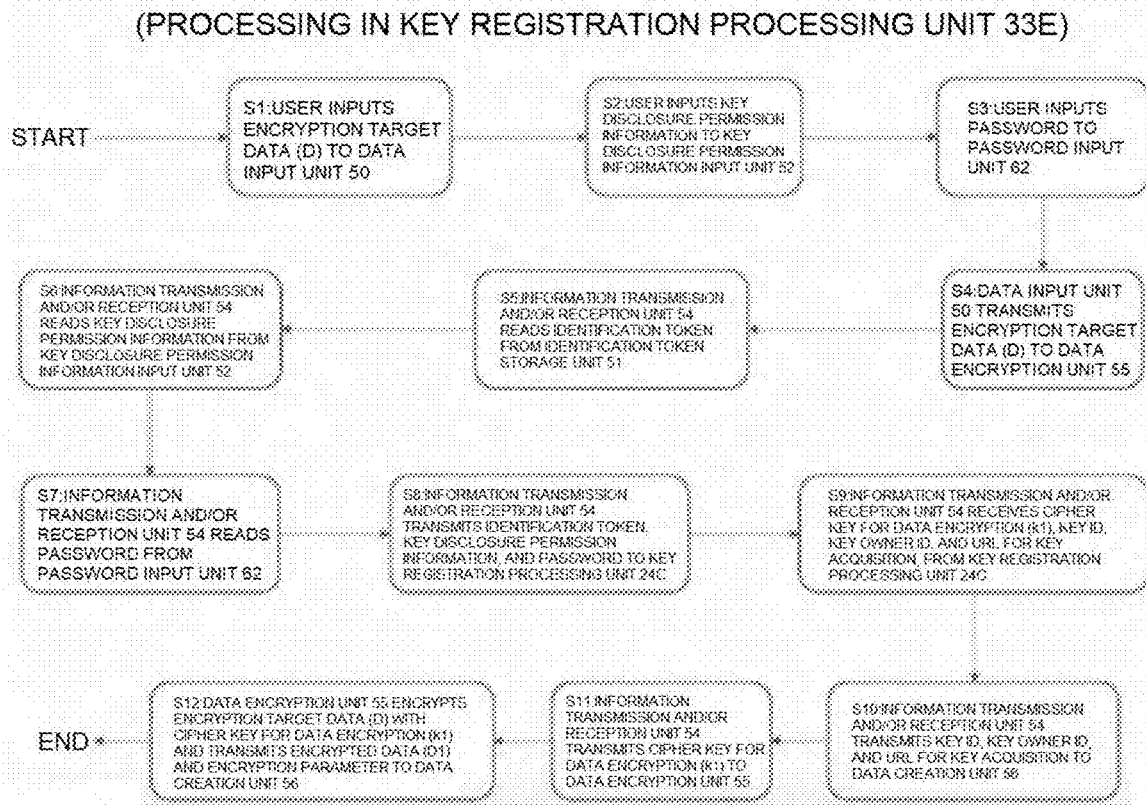 (PROCESSING IN KEY REGISTRATION PROCESSING UNIT 33E)
START
S1:USER INPUTS
ENCRYPTION TARGET
DATA (D) TO DATA
INPUT UNIT 50
S2:USER INPUTS KEY
DISCLOSURE PERMISSION
INFORMATION TO KEY
DISCLOSURE PERMISSION
INFORMATION INPUT UNIT 52
S3:USER INPUTS
PASSWORD TO
PASSWORD INPUT
UNIT 62
S4:DATA INPUT UNIT
50 TRANSMITS
ENCRYPTION TARGET
DATA (D) TO DATA
ENCRYPTION UNIT 55
S5:INFORMATION TRANSMISSION
AND/OR RECEPTION UNIT 54
READS IDENTIFICATION TOKEN
FROM IDENTIFICATION TOKEN
STORAGE UNIT 51
S6:INFORMATION TRANSMISSION
AND/OR RECEPTION UNIT 54
READS KEY DISCLOSURE
PERMISSION INFORMATION FROM
KEY DISCLOSURE PERMISSION
INFORMATION INPUT UNIT 52
S7:INFORMATION
TRANSMISSION AND/OR
RECEPTION UNIT 54 READS
PASSWORD FROM
PASSWORD INPUT UNIT 62
S8:INFORMATION TRANSMISSION
AND/OR RECEPTION UNIT 54
TRANSMITS IDENTIFICATION TOKEN,
KEY DISCLOSURE PERMISSION
INFORMATION, AND PASSWORD TO KEY
REGISTRATION PROCESSING UNIT 24C
S9:INFORMATION TRANSMISSION AND/OR
RECEPTION UNIT 54 RECEIVES CIPHER
KEY FOR DATA ENCRYPTION (k1), KEY ID,
KEY OWNER ID, AND URL FOR KEY
ACQUISITION, FROM KEY REGISTRATION
PROCESSING UNIT 24C
S10:INFORMATION TRANSMISSION
AND/OR RECEPTION UNIT 54
TRANSMITS KEY ID, KEY OWNER ID,
AND URL FOR KEY ACQUISITION TO
DATA CREATION UNIT 56
S11:INFORMATION
TRANSMISSION AND/OR
RECEPTION UNIT 54
TRANSMITS CIPHER KEY FOR
DATA ENCRYPTION (k1) TO
DATA ENCRYPTION UNIT 55
S12:DATA ENCRYPTION UNIT 55 ENCRYPTS
ENCRYPTION TARGET DATA (D) WITH
CIPHER KEY FOR DATA ENCRYPTION (k1)
AND TRANSMITS ENCRYPTED DATA (D1)
AND ENCRYPTION PARAMETER TO DATA
CREATION UNIT 56
END